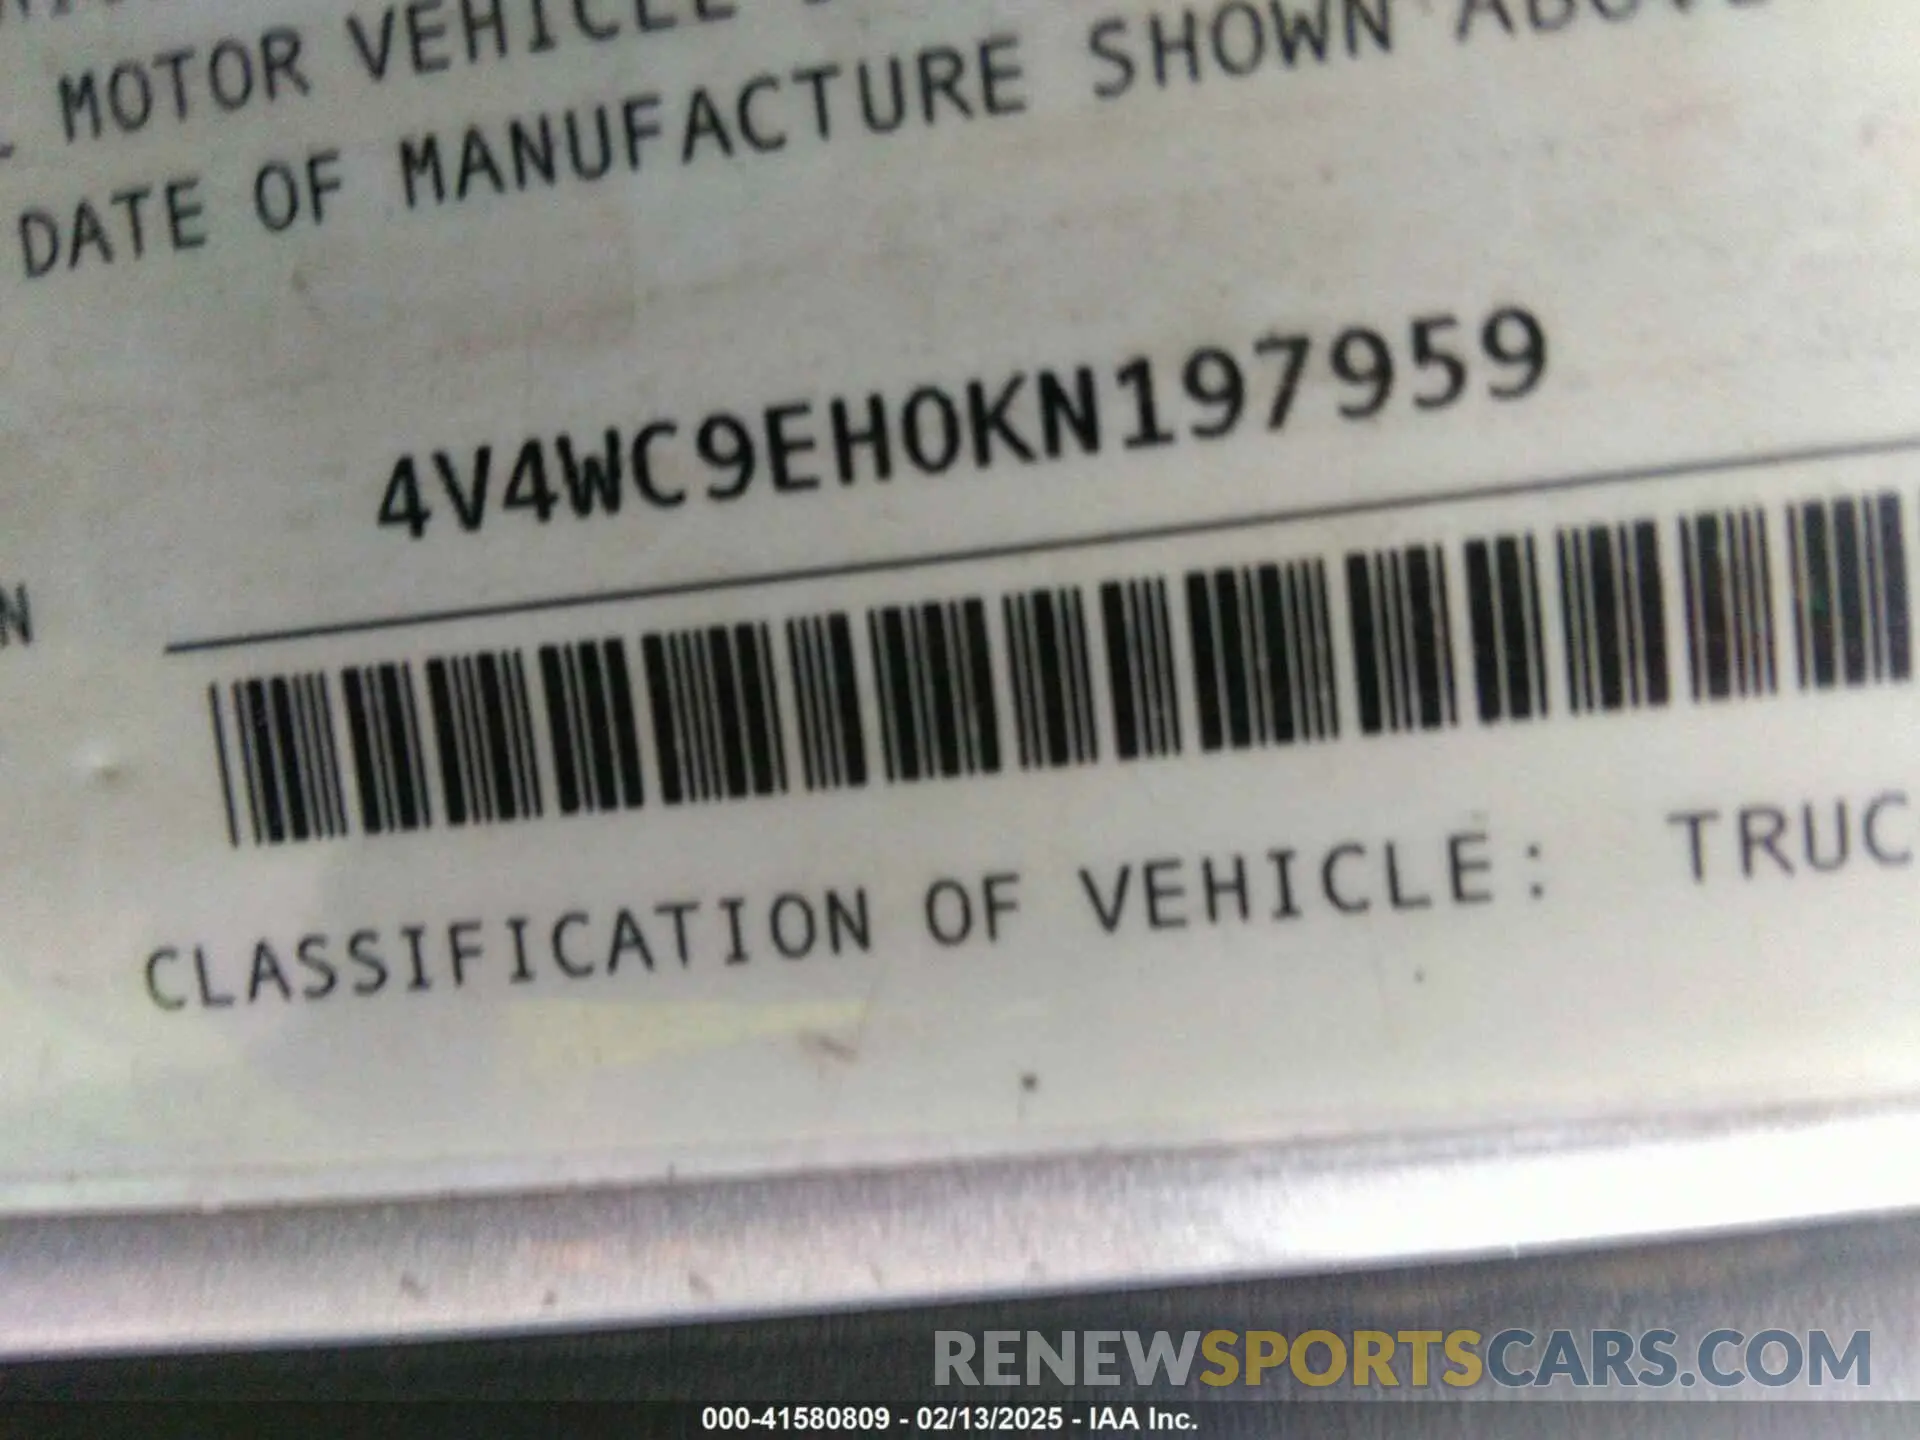 MOTOR VEHICLE
DATE OF MANUFACTURE SHOWN ABOVE
4V4WC9EH0KN197959
N
CLASSIFICATION OF VEHICLE: TRUC
RENEWSPORTSCARS.COM
000-41580809 - 02/13/2025 - IAA Inc.